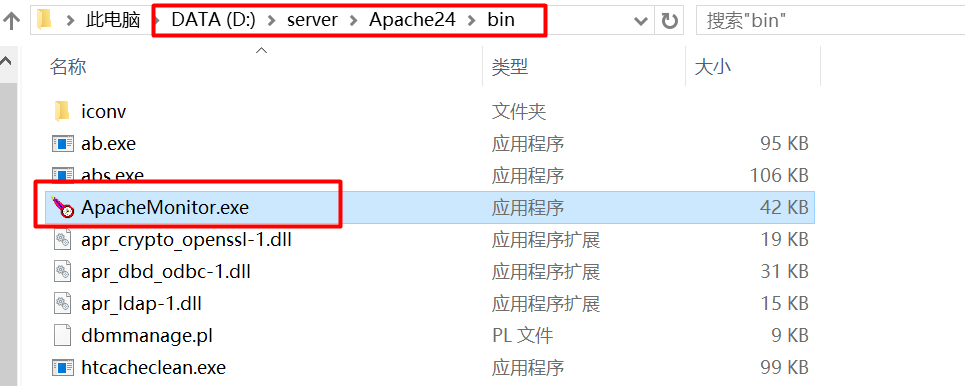 此电脑 > DATA (D:) > server > Apache24 > bin 搜索"bin"
名称 类型 大小
iconv 文件夹
ab.exe 应用程序 95 KB
abs.exe 应用程序 106 KB
ApacheMonitor.exe 应用程序 42 KB
apr_crypto_openssl-1.dll 应用程序扩展 19 KB
apr_dbd_odbc-1.dll 应用程序扩展 31 KB
apr_ldap-1.dll 应用程序扩展 15 KB
dbmmanage.pl PL 文件 9 KB
htcacheclean.exe 应用程序 99 KB